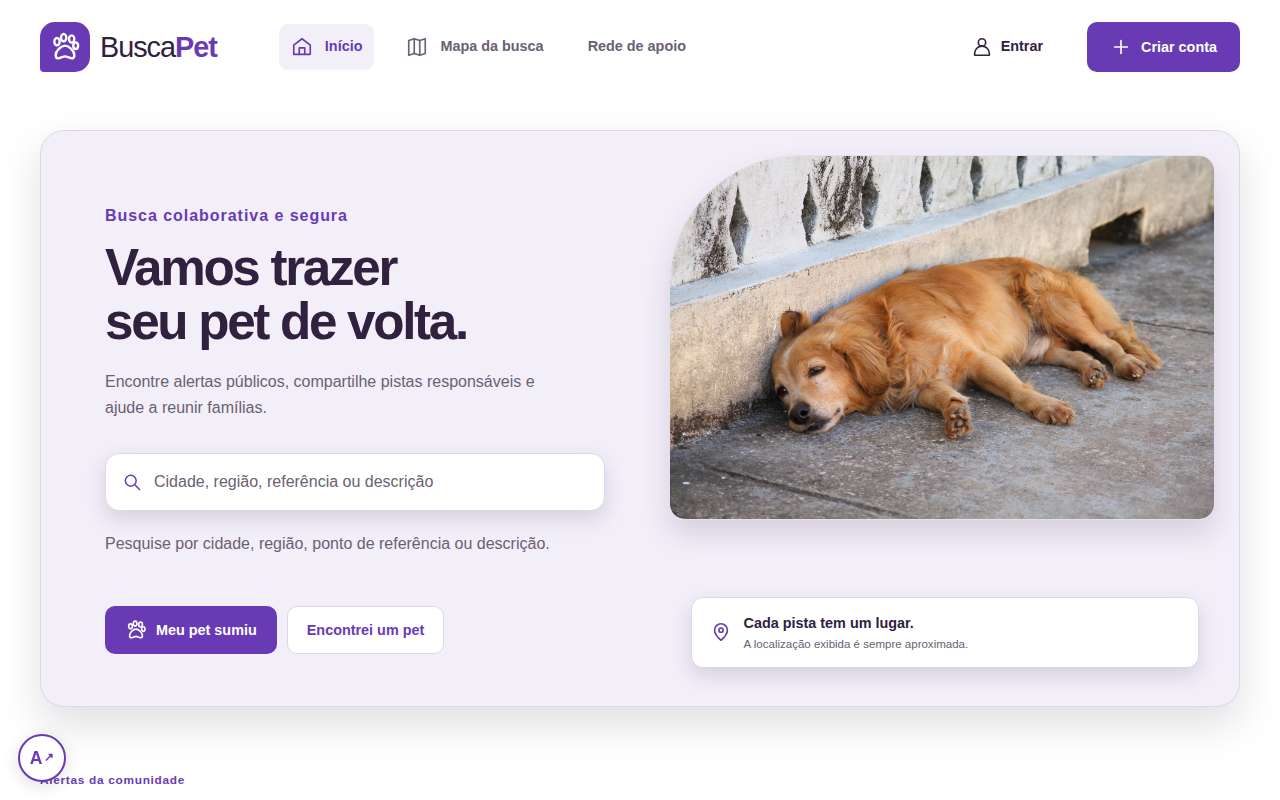 BuscaPet
Início
Mapa da busca
Rede de apoio
Entrar
Criar conta
Busca colaborativa e segura
Vamos trazer
seu pet de volta.
Encontre alertas públicos, compartilhe pistas responsáveis e
ajude a reunir famílias.
Cidade, região, referência ou descrição
Pesquise por cidade, região, ponto de referência ou descrição.
Meu pet sumiu
Encontrei um pet
Cada pista tem um lugar.
A localização exibida é sempre aproximada.
A↗
Alertas da comunidade